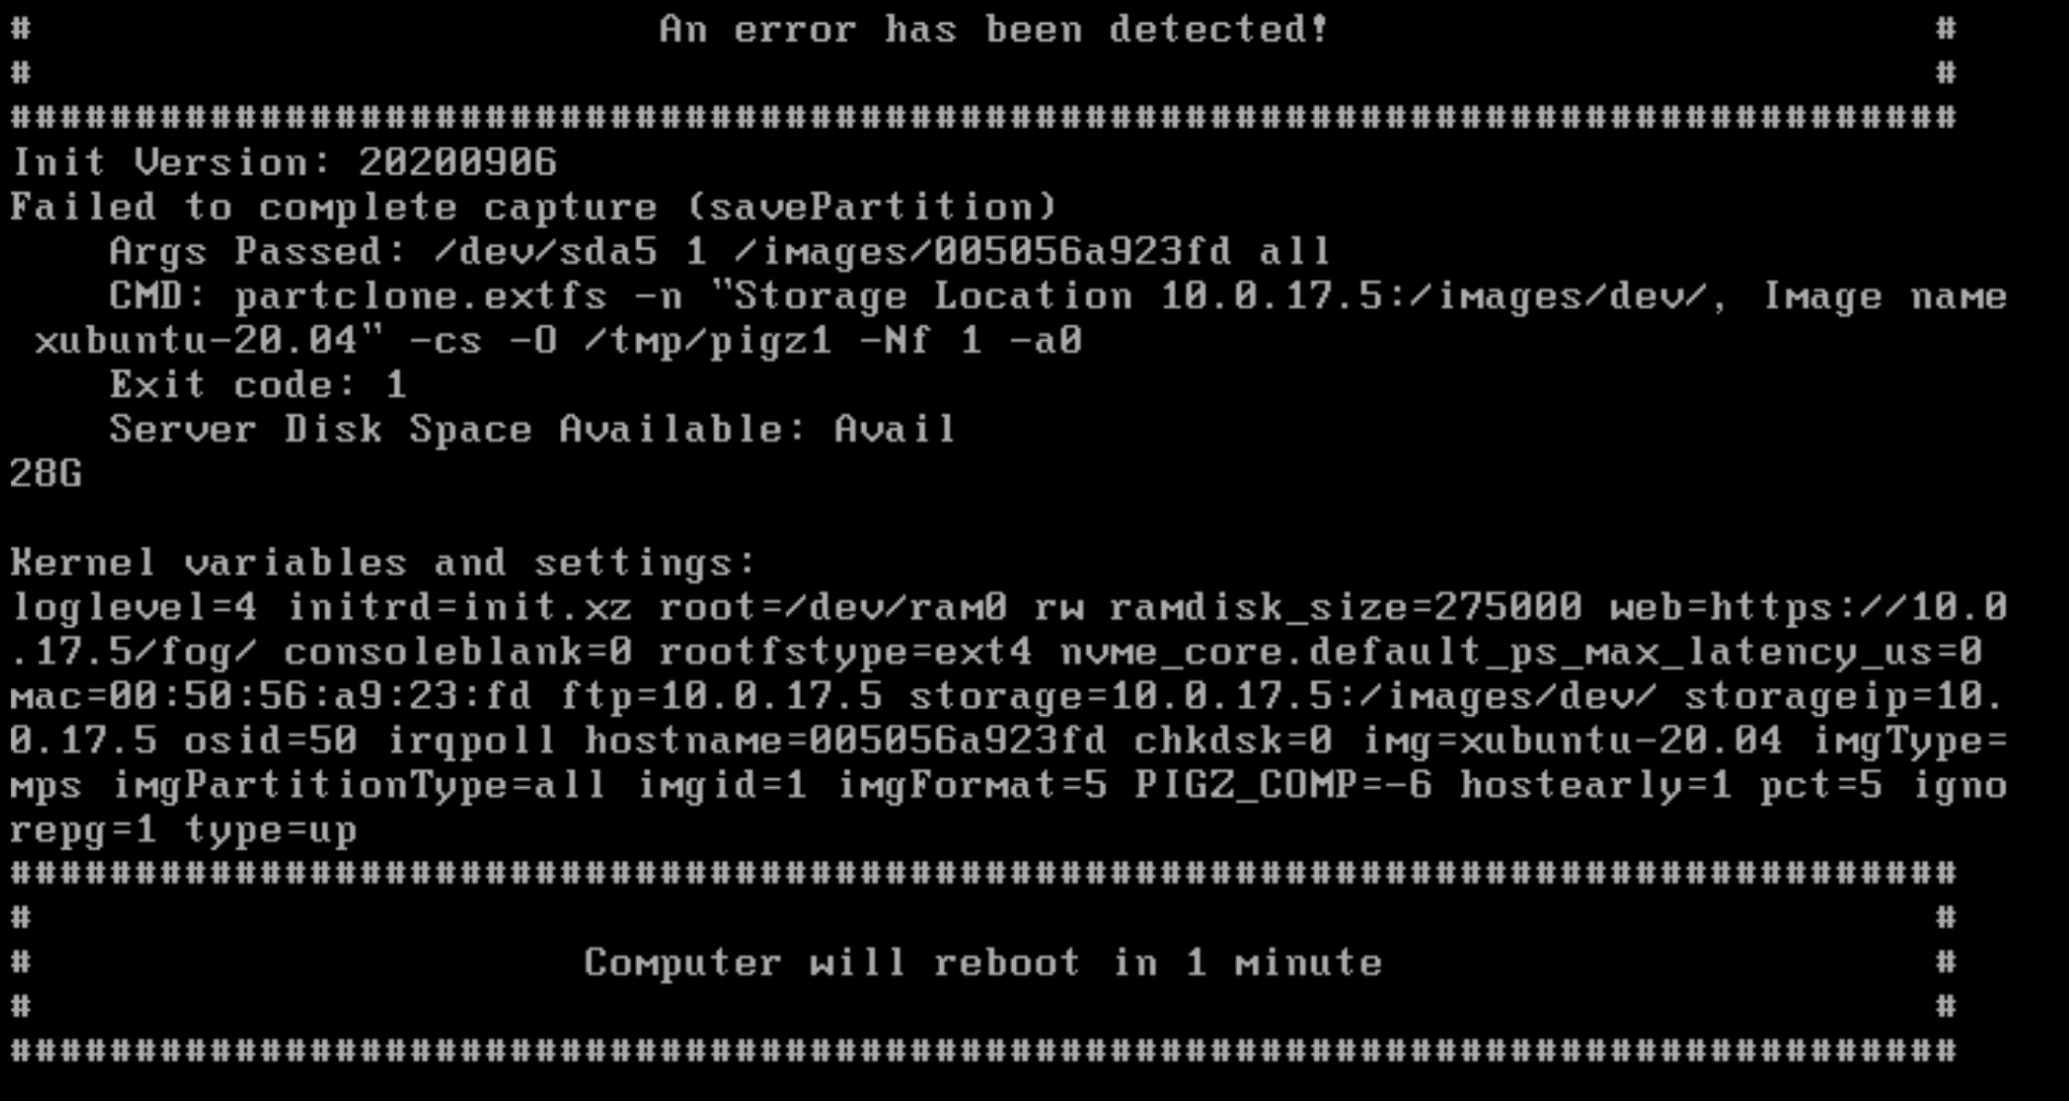 # An error has been detected! #
# #
##############################################################################
Init Version: 20200906
Failed to complete capture (savePartition)
Args Passed: /dev/sda5 1 /images/005056a923fd all
CMD: partclone.extfs -n "Storage Location 10.0.17.5:/images/dev/, Image name
xubuntu-20.04" -cs -O /tmp/pigz1 -Nf 1 -a0
Exit code: 1
Server Disk Space Available: Avail
28G
Kernel variables and settings:
loglevel=4 initrd=init.xz root=/dev/ram0 rw ramdisk_size=275000 web=https://10.0
.17.5/fog/ consoleblank=0 rootfstype=ext4 nvme_core.default_ps_max_latency_us=0
mac=00:50:56:a9:23:fd ftp=10.0.17.5 storage=10.0.17.5:/images/dev/ storageip=10.
0.17.5 osid=50 irqpoll hostname=005056a923fd chkdsk=0 img=xubuntu-20.04 imgType=
mps imgPartitionType=all imgid=1 imgFormat=5 PIGZ_COMP=-6 hostearly=1 pct=5 igno
repg=1 type=up
##############################################################################
# #
# Computer will reboot in 1 minute #
# #
##############################################################################